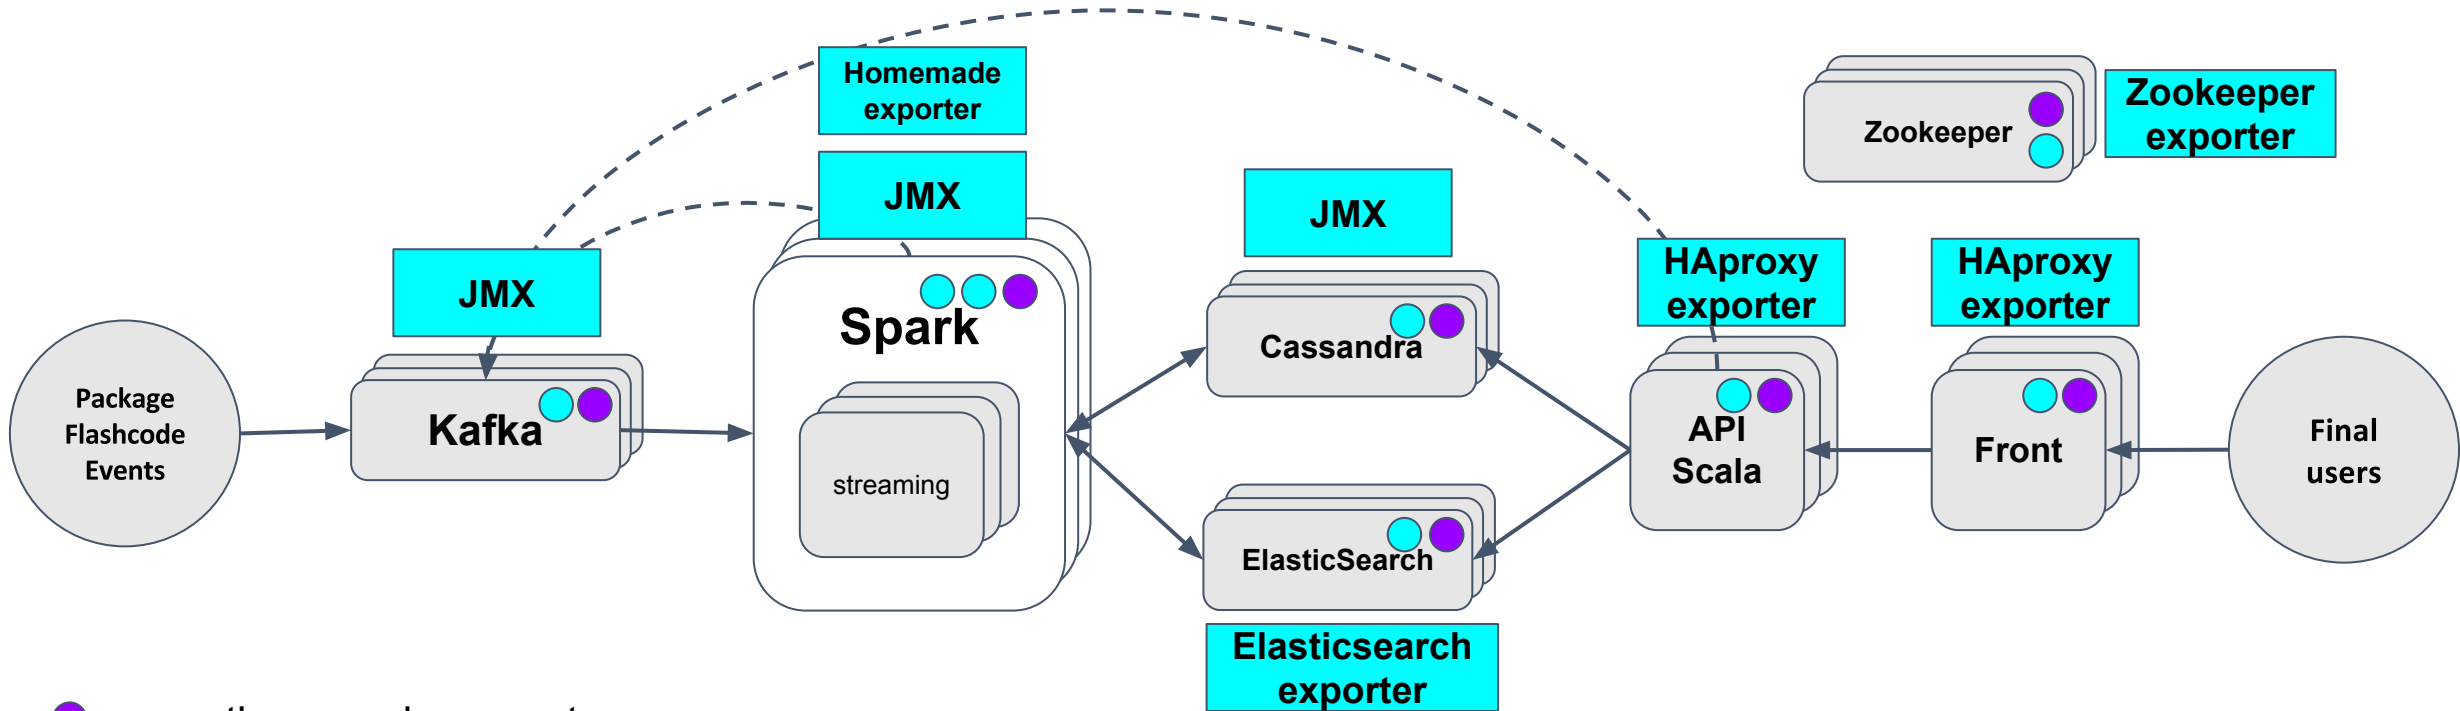 Homemade
exporter
JMX
JMX
JMX
Zookeeper
Zookeeper
exporter
HAproxy
exporter
HAproxy
exporter
Package
Flashcode
Events
Kafka
Spark
streaming
Cassandra
ElasticSearch
Elasticsearch
exporter
API
Scala
Front
Final
users